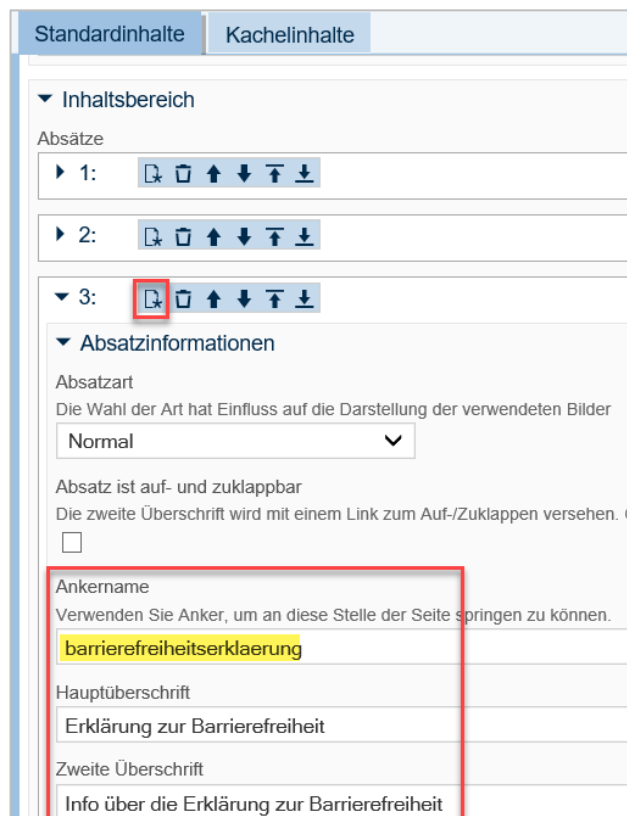 Standardinhalte Kachelinhalte
Inhaltsbereich
Absätze
1:
2:
3:
Absatzinformationen
Absatzart
Die Wahl der Art hat Einfluss auf die Darstellung der verwendeten Bilder
Normal
Absatz ist auf- und zuklappbar
Die zweite Überschrift wird mit einem Link zum Auf-/Zuklappen versehen.
Ankername
Verwenden Sie Anker, um an diese Stelle der Seite springen zu können.
barrierefreiheitserklaerung
Hauptüberschrift
Erklärung zur Barrierefreiheit
Zweite Überschrift
Info über die Erklärung zur Barrierefreiheit